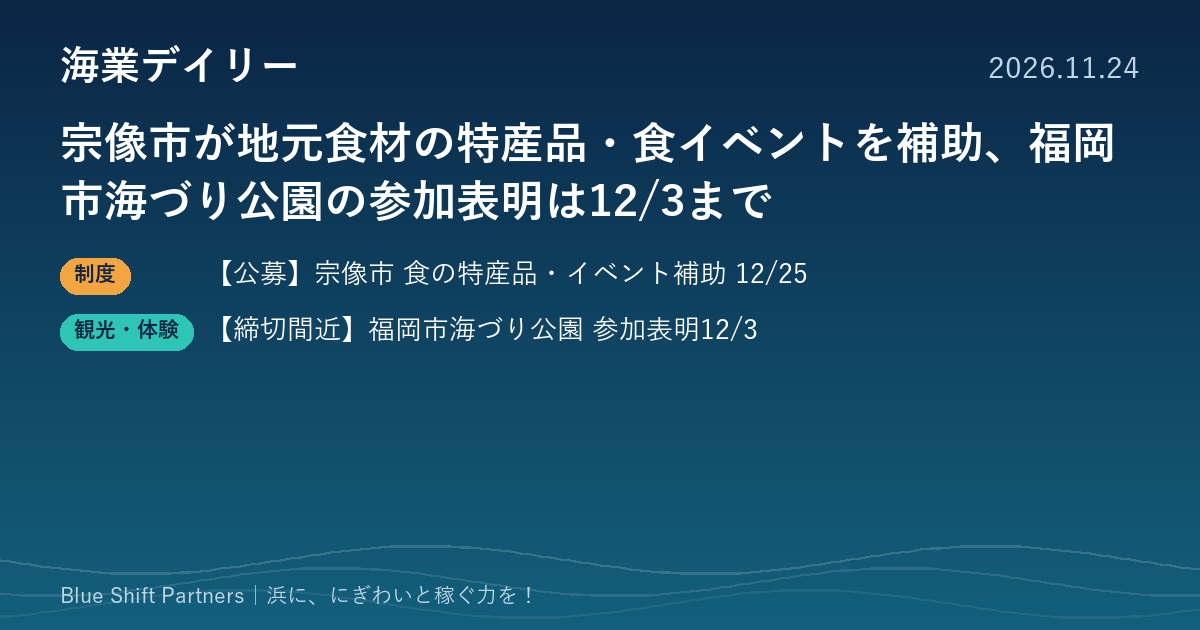 海業デイリー
2026.11.24
宗像市が地元食材の特産品・食イベントを補助、福岡
市海づり公園の参加表明は12/3まで
制度 【公募】宗像市 食の特産品・イベント補助 12/25
観光・体験 【締切間近】福岡市海づり公園 参加表明12/3
Blue Shift Partners｜浜に、にぎわいと稼ぐ力を！